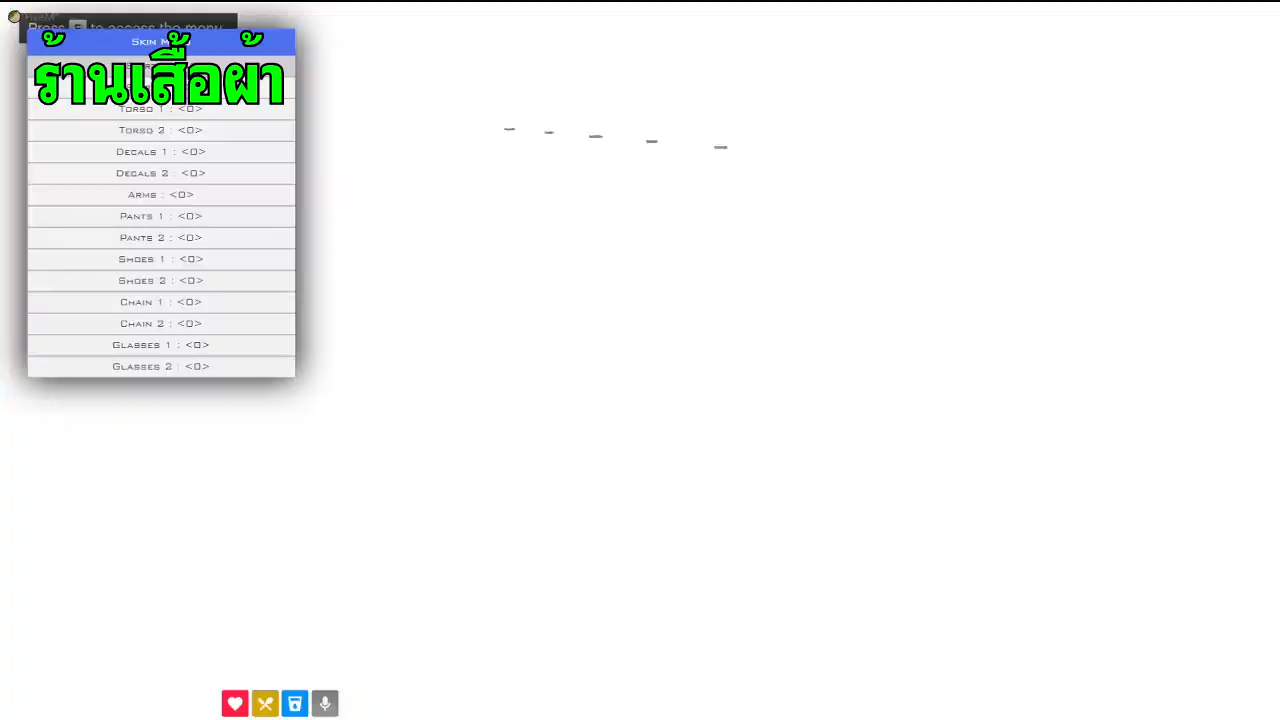 FiveM
Press E to access the menu
Skin M
ร้านเสื้อผ้า
Torso 1 : <0>
Torso 2 : <0>
Decals 1 : <0>
Decals 2 : <0>
Arms : <0>
Pants 1 : <0>
Pants 2 : <0>
Shoes 1 : <0>
Shoes 2 : <0>
Chain 1 : <0>
Chain 2 : <0>
Glasses 1 : <0>
Glasses 2 : <0>